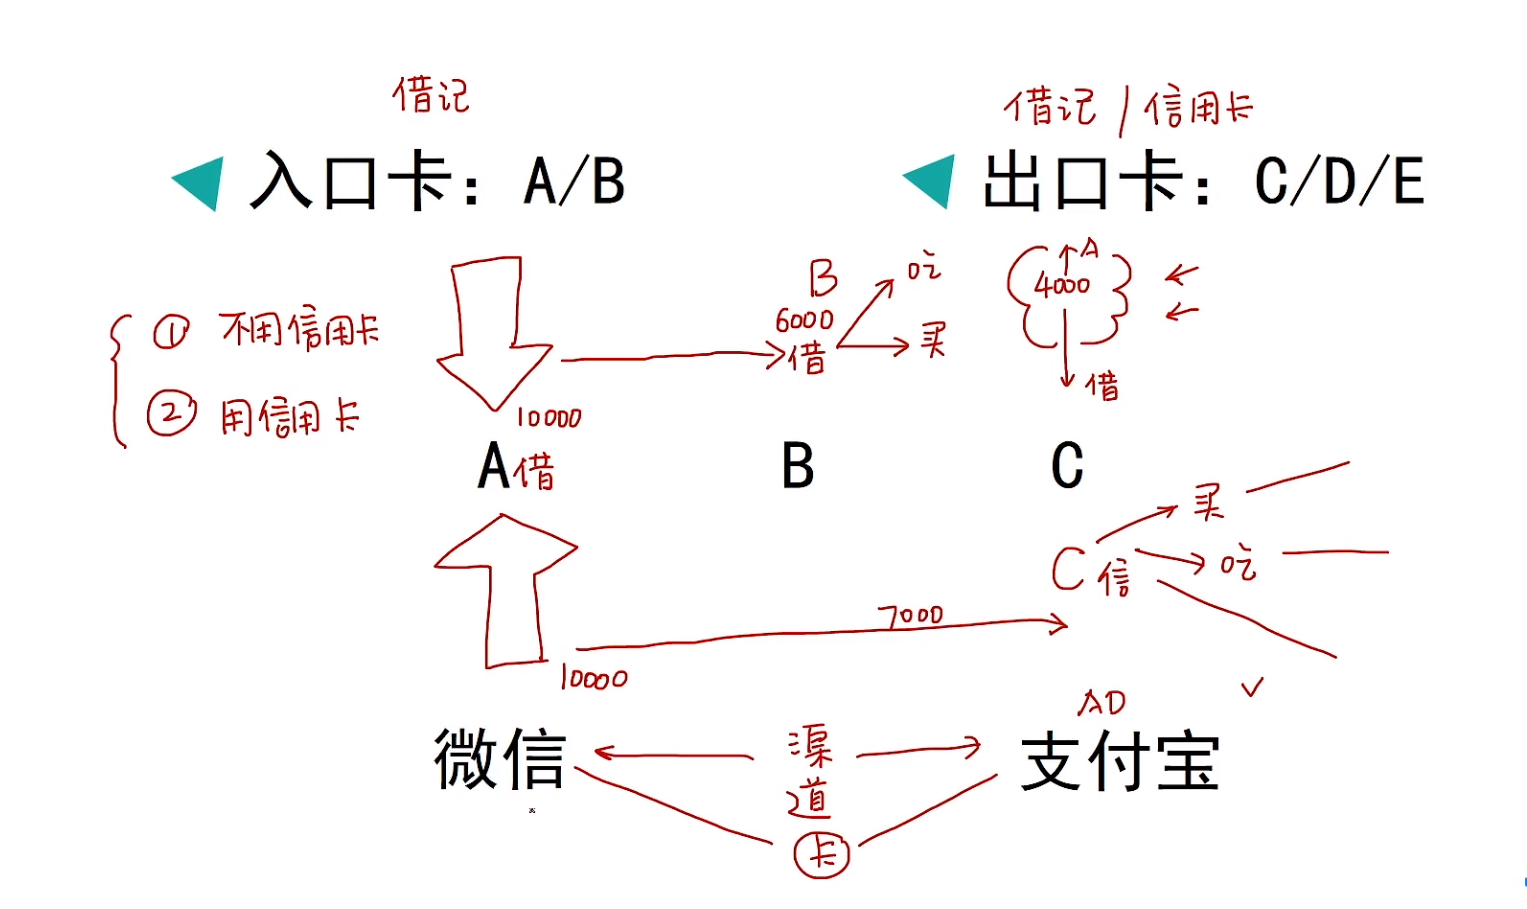 借记
借记/信用卡
入口卡：A/B
出口卡：C/D/E
① 不用信用卡
② 用信用卡
10000
B
6000
借
吃
买
A
4000
借
A借
B
C
买
C信
吃
7000
10000
AD
微信
渠道
支付宝
卡